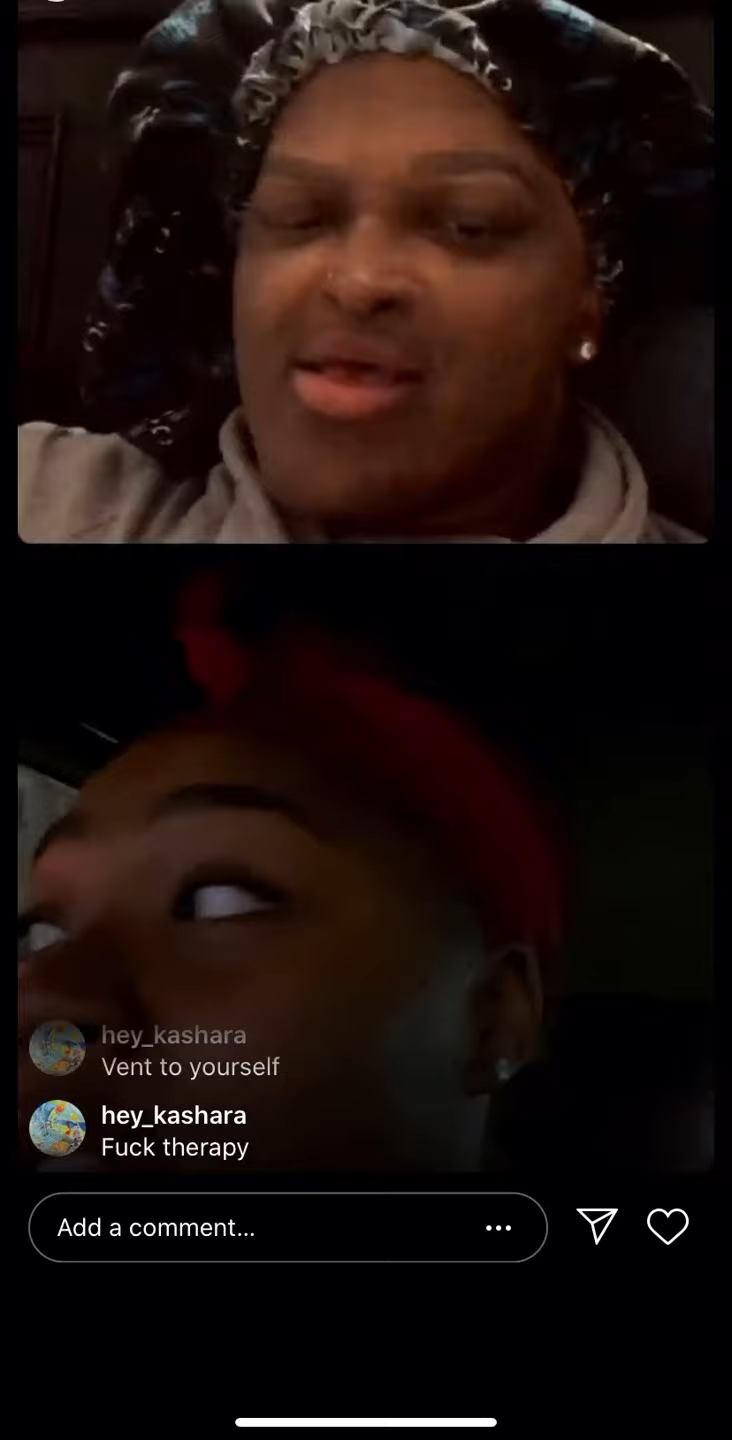 hey_kashara
Vent to yourself
hey_kashara
Fuck therapy
Add a comment...